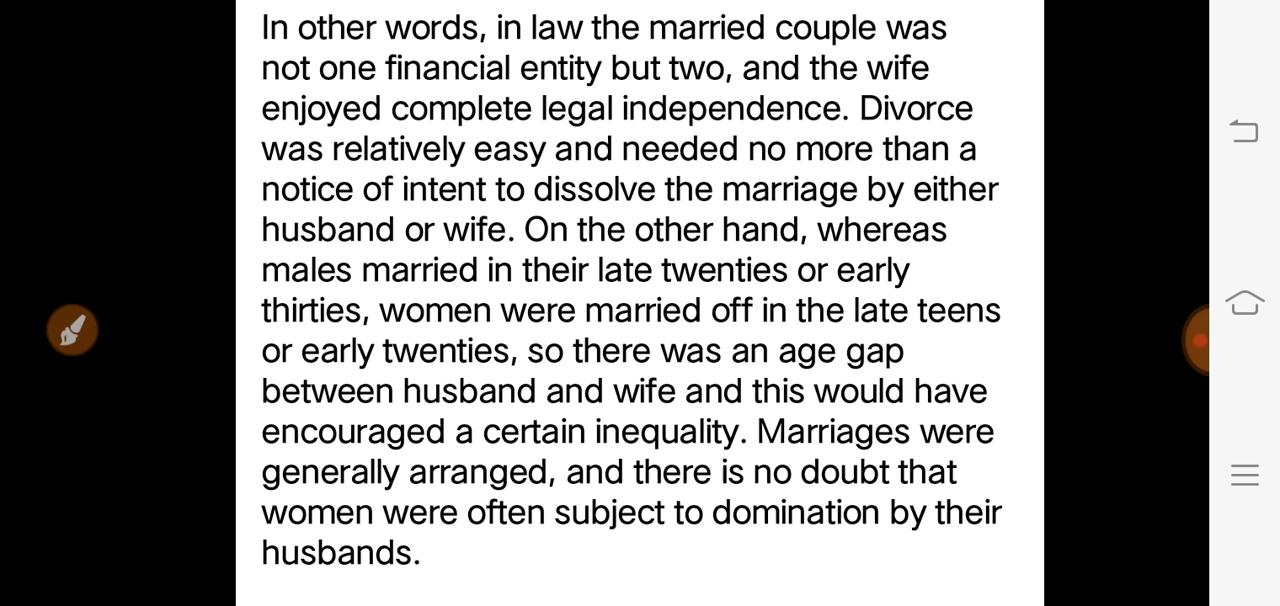 In other words, in law the married couple was
not one financial entity but two, and the wife
enjoyed complete legal independence. Divorce
was relatively easy and needed no more than a
notice of intent to dissolve the marriage by either
husband or wife. On the other hand, whereas
males married in their late twenties or early
thirties, women were married off in the late teens
or early twenties, so there was an age gap
between husband and wife and this would have
encouraged a certain inequality. Marriages were
generally arranged, and there is no doubt that
women were often subject to domination by their
husbands.